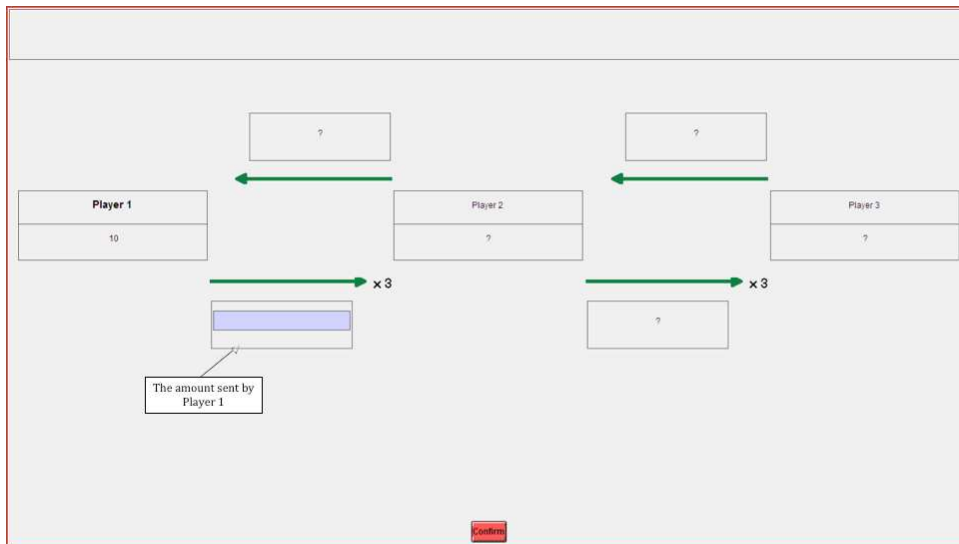 ?
?
Player 1
Player 2
Player 3
10
?
?
x 3
x 3
?
The amount sent by
Player 1
Confirm